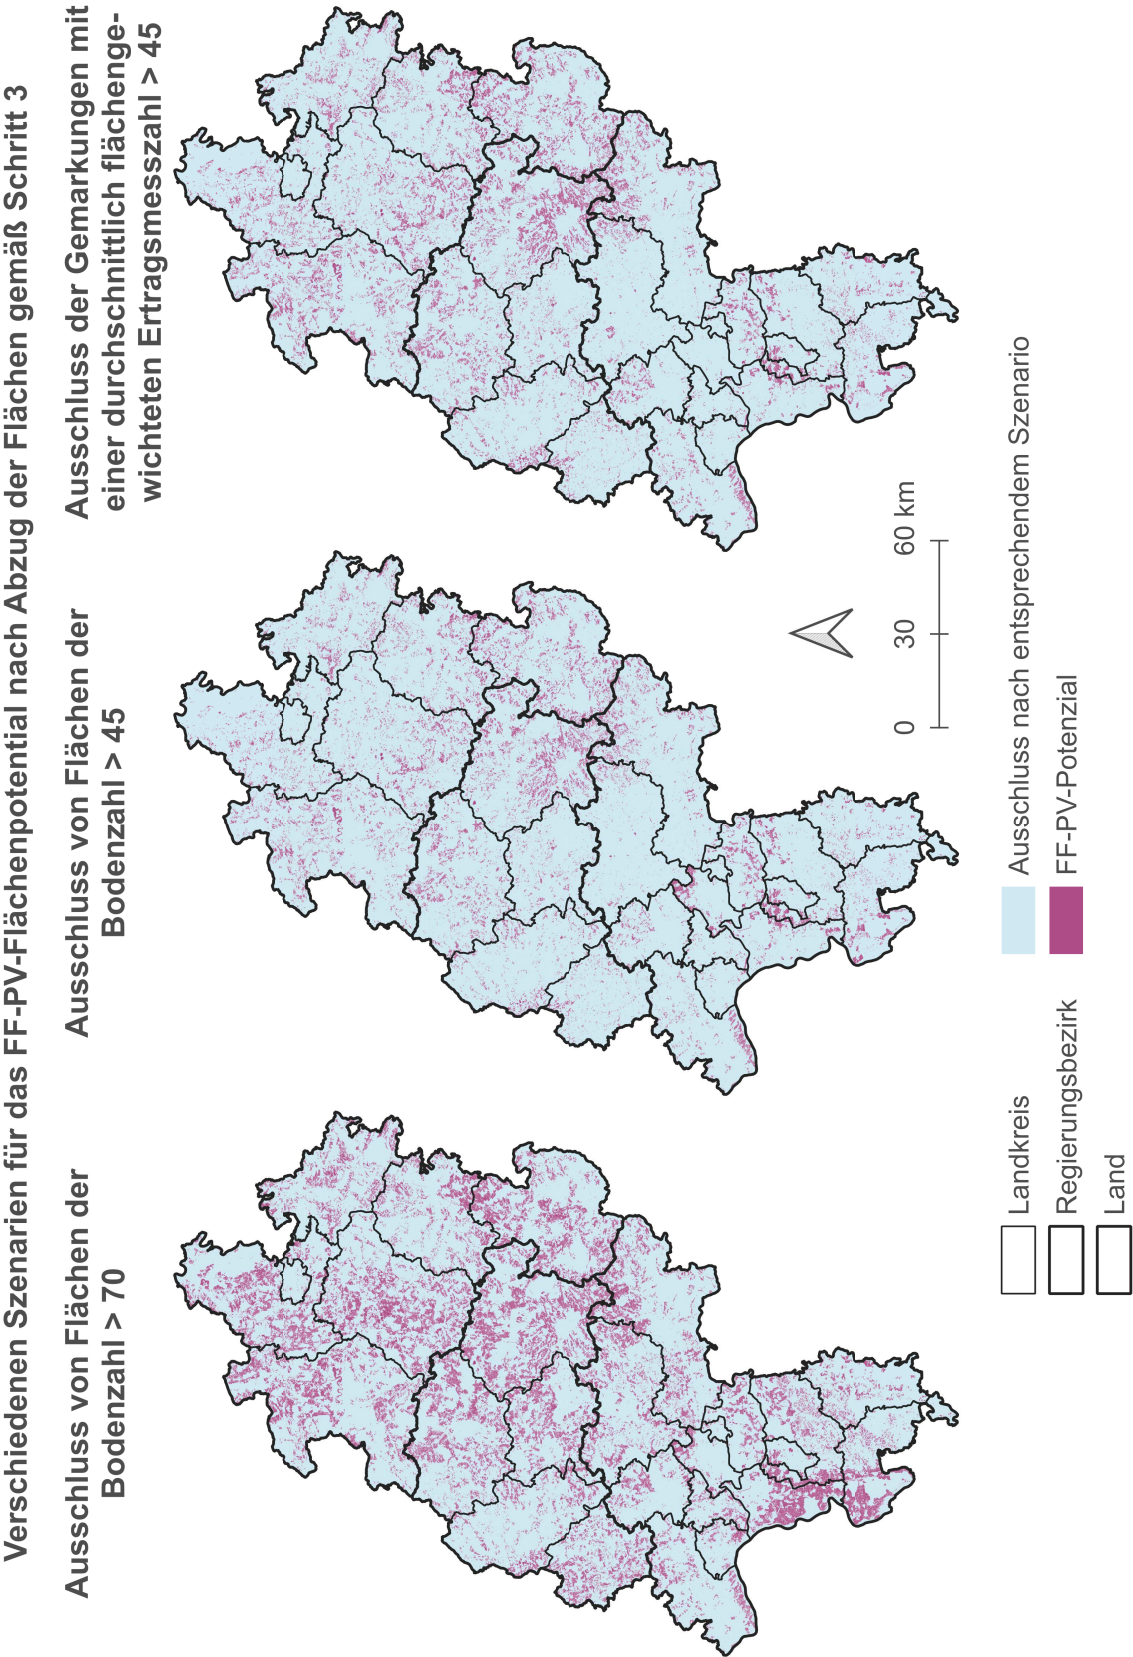 Verschiedenen Szenarien für das FF-PV-Flächenpotential nach Abzug der Flächen gemäß Schritt 3
Ausschluss von Flächen der
Bodenzahl > 70
Ausschluss von Flächen der
Bodenzahl > 45
Ausschluss der Gemarkungen mit
einer durchschnittlich flächenge-
wichteten Ertragsmesszahl > 45
0 30 60 km
Landkreis
Regierungsbezirk
Land
Ausschluss nach entsprechendem Szenario
FF-PV-Potenzial